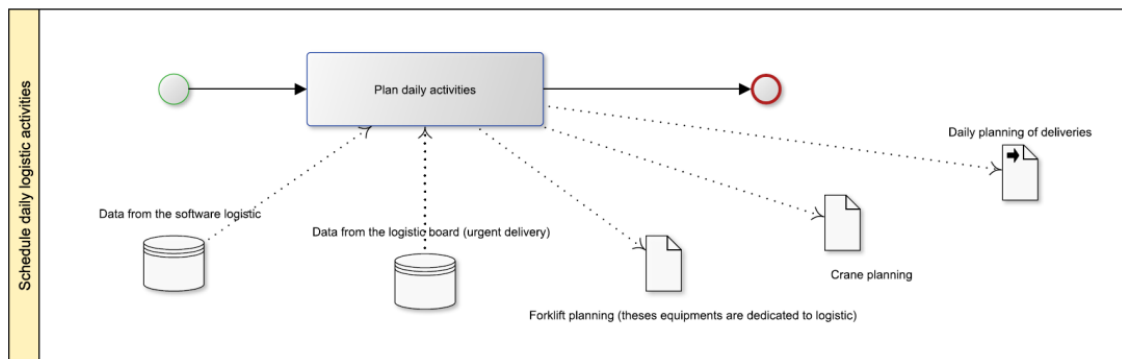 Schedule daily logistic activities
Plan daily activities
Daily planning of deliveries
Data from the software logistic
Data from the logistic board (urgent delivery)
Crane planning
Forklift planning (theses equipments are dedicated to logistic)